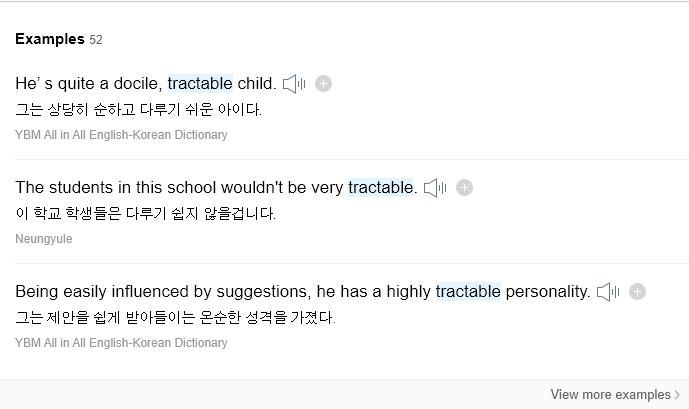 Examples 52
He’ s quite a docile, tractable child.
그는 상당히 순하고 다루기 쉬운 아이다.
YBM All in All English-Korean Dictionary
The students in this school wouldn't be very tractable.
이 학교 학생들은 다루기 쉽지 않을겁니다.
Neungyule
Being easily influenced by suggestions, he has a highly tractable personality.
그는 제안을 쉽게 받아들이는 온순한 성격을 가졌다.
YBM All in All English-Korean Dictionary
View more examples